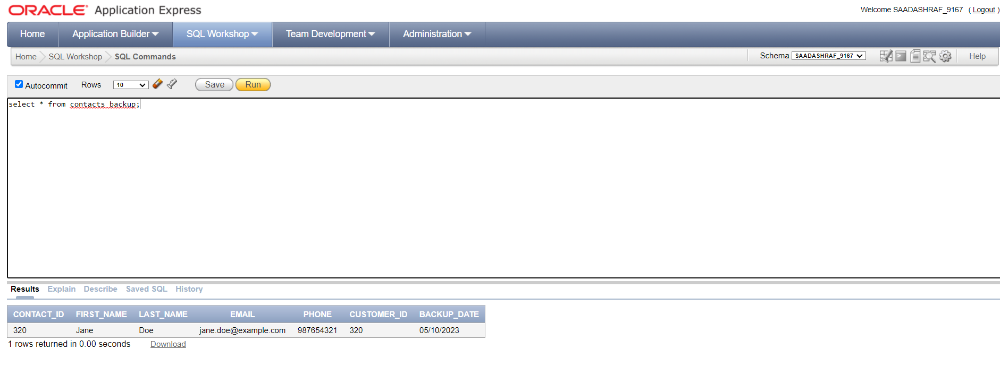 ORACLE Application Express
Welcome SAADASHRAF_9167 ( Logout )
Home Application Builder SQL Workshop Team Development Administration
Home SQL Workshop SQL Commands Schema SAADASHRAF_9167 Help
Autocommit Rows 10 Save Run
select * from contacts_backup;
Results Explain Describe Saved SQL History
CONTACT_ID FIRST_NAME LAST_NAME EMAIL PHONE CUSTOMER_ID BACKUP_DATE
320 Jane Doe jane.doe@example.com 987654321 320 05/10/2023
1 rows returned in 0.00 seconds Download